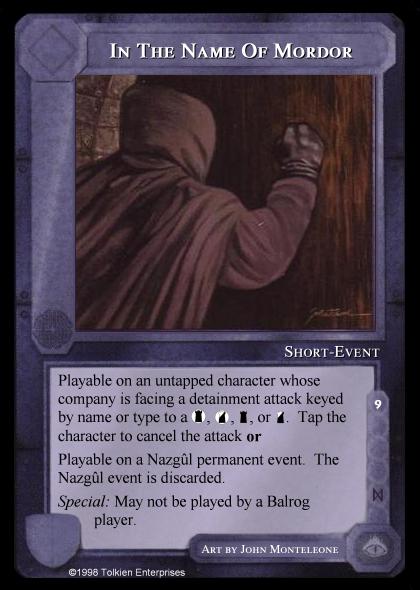 IN THE NAME OF MORDOR
SHORT-EVENT
Playable on an untapped character whose
company is facing a detainment attack keyed
by name or type to a , , , or . Tap the
character to cancel the attack or
Playable on a Nazgûl permanent event. The
Nazgûl event is discarded.
Special: May not be played by a Balrog
player.
9
ART BY JOHN MONTELEONE
©1998 Tolkien Enterprises